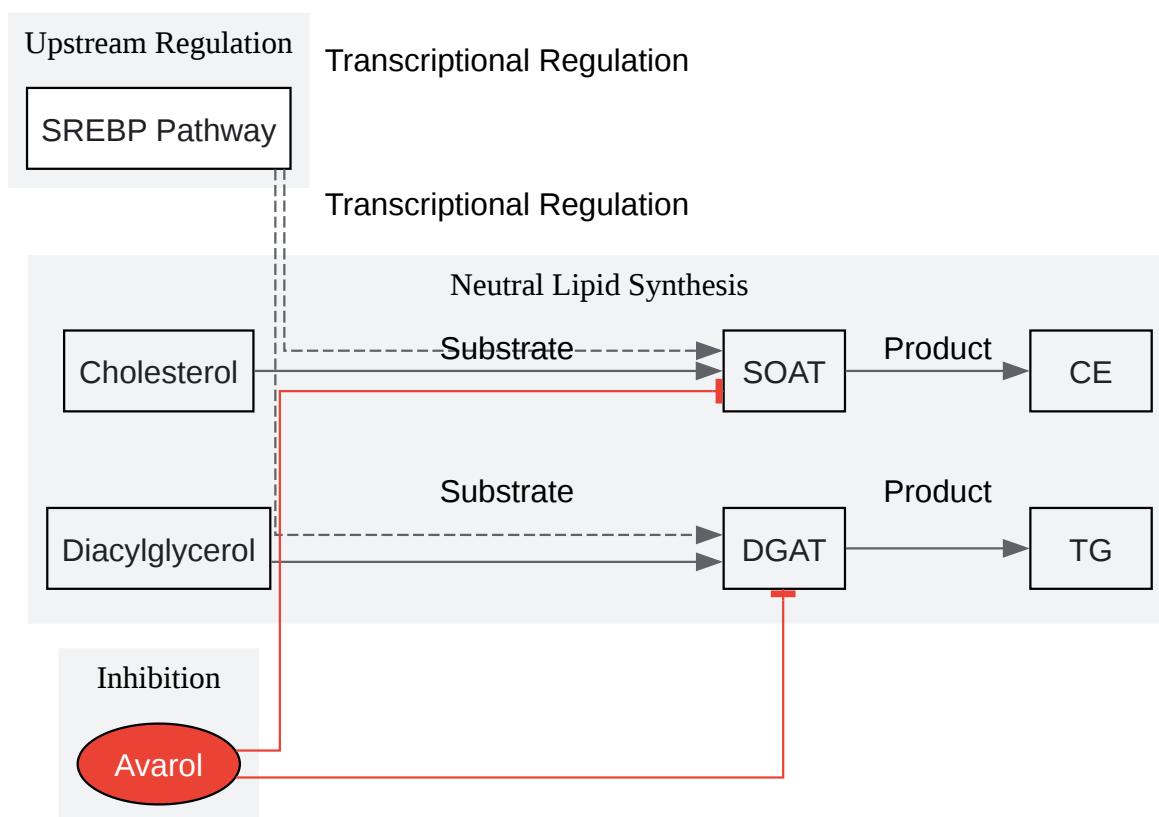 Upstream Regulation
Transcriptional Regulation
SREBP Pathway
Transcriptional Regulation
Neutral Lipid Synthesis
Cholesterol
Substrate
SOAT
Product
CE
Diacylglycerol
Substrate
DGAT
Product
TG
Inhibition
Avarol